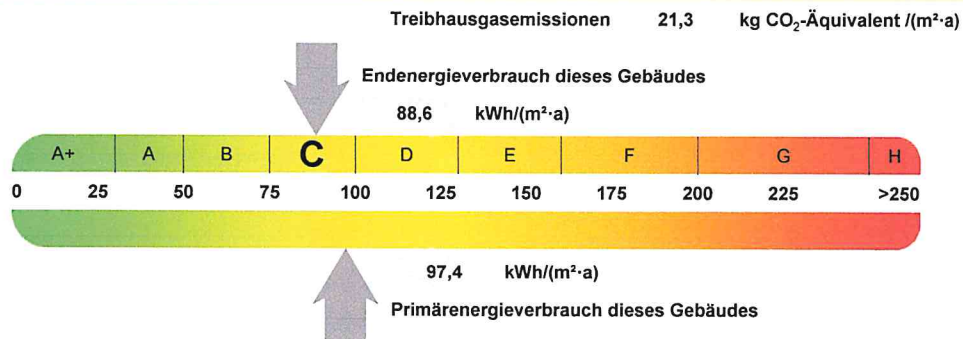 Treibhausgasemissionen 21,3 kg CO₂-Äquivalent /(m²·a)
Endenergieverbrauch dieses Gebäudes
88,6 kWh/(m²·a)
A+ A B C D E F G H
0 25 50 75 100 125 150 175 200 225 >250
97,4 kWh/(m²·a)
Primärenergieverbrauch dieses Gebäudes